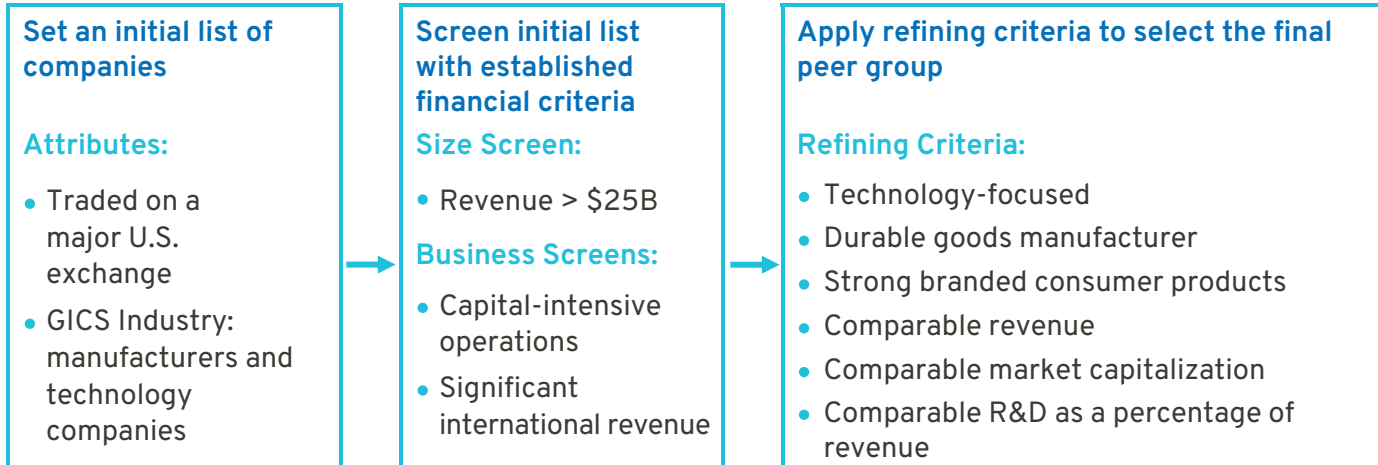 Set an initial list of
companies
Attributes:
• Traded on a
major U.S.
exchange
• GICS Industry:
manufacturers and
technology
companies
Screen initial list
with established
financial criteria
Size Screen:
• Revenue > $25B
Business Screens:
• Capital-intensive
operations
• Significant
international revenue
Apply refining criteria to select the final
peer group
Refining Criteria:
• Technology-focused
• Durable goods manufacturer
• Strong branded consumer products
• Comparable revenue
• Comparable market capitalization
• Comparable R&D as a percentage of
revenue